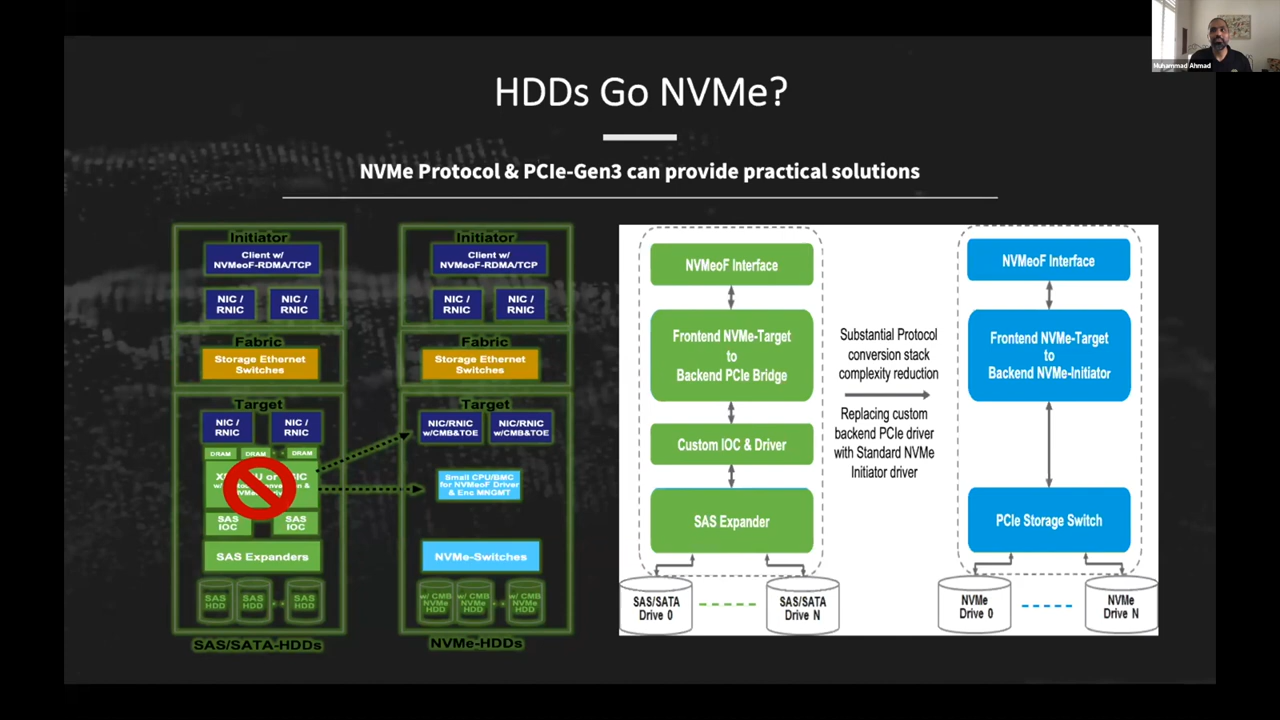 Muhammad Ahmad
HDDs Go NVMe?
NVMe Protocol & PCIe-Gen3 can provide practical solutions
Initiator
Client w/
NVMeoF-RDMA/TCP
NIC /
RNIC
NIC /
RNIC
Fabric
Storage Ethernet
Switches
Target
NIC /
RNIC
NIC /
RNIC
DRAM
DRAM
DRAM
SAS
IOC
SAS
IOC
SAS Expanders
SAS
HDD
SAS
HDD
SAS
HDD
SAS/SATA-HDDs
Initiator
Client w/
NVMeoF-RDMA/TCP
NIC /
RNIC
NIC /
RNIC
Fabric
Storage Ethernet
Switches
Target
NIC/RNIC
w/CMB&TOE
NIC/RNIC
w/CMB&TOE
Small CPU/BMC
for NVMeoF Driver
& Enc MNGMT
NVMe-Switches
w/ CMB
NVMe
HDD
w/ CMB
NVMe
HDD
w/ CMB
NVMe
HDD
NVMe-HDDs
NVMeoF Interface
Frontend NVMe-Target
to
Backend PCIe Bridge
Custom IOC & Driver
SAS Expander
SAS/SATA
Drive 0
SAS/SATA
Drive N
Substantial Protocol
conversion stack
complexity reduction
Replacing custom
backend PCIe driver
with Standard NVMe
Initiator driver
NVMeoF Interface
Frontend NVMe-Target
to
Backend NVMe-Initiator
PCIe Storage Switch
NVMe
Drive 0
NVMe
Drive N